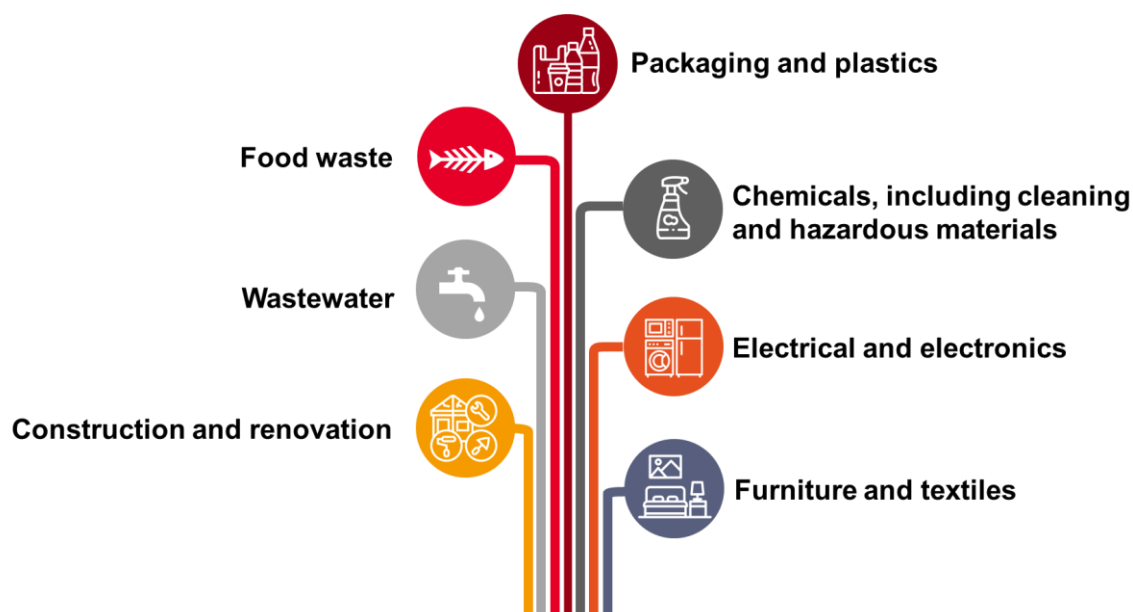 Packaging and plastics
Food waste
Chemicals, including cleaning
and hazardous materials
Wastewater
Electrical and electronics
Construction and renovation
Furniture and textiles